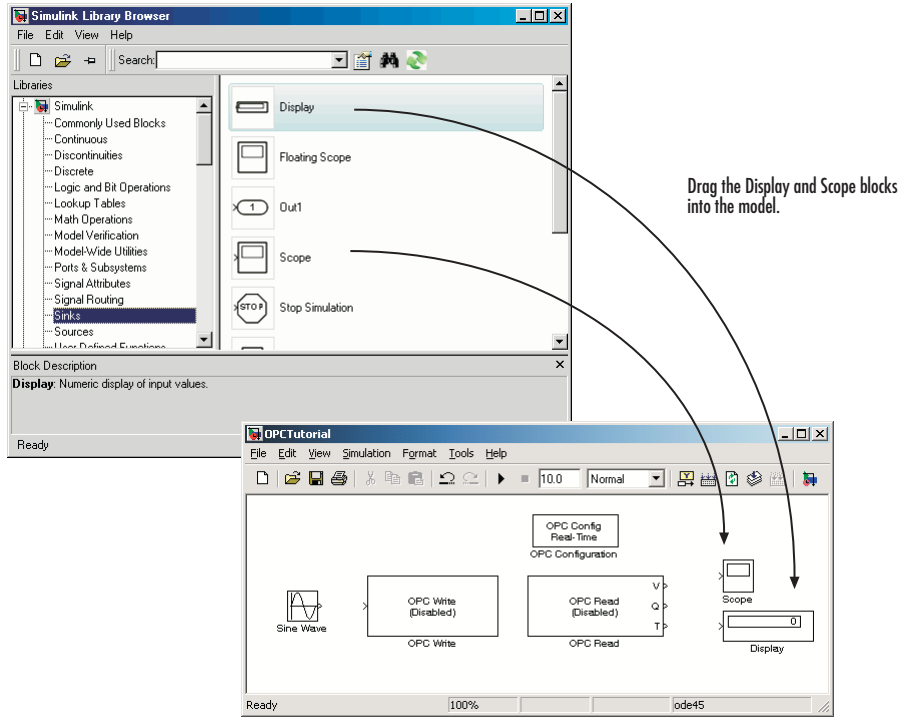 Simulink Library Browser
File Edit View Help
Search:
Libraries
Simulink
Commonly Used Blocks
Continuous
Discontinuities
Discrete
Logic and Bit Operations
Lookup Tables
Math Operations
Model Verification
Model-Wide Utilities
Ports & Subsystems
Signal Attributes
Signal Routing
Sinks
Sources
User-Defined Functions
Display
Floating Scope
1
Out1
Scope
STOP
Stop Simulation
Block Description
Display: Numeric display of input values.
Ready
Drag the Display and Scope blocks
into the model.
OPCTutorial
File Edit View Simulation Format Tools Help
10.0 Normal
OPC Config
Real-Time
OPC Configuration
Sine Wave
OPC Write
(Disabled)
OPC Write
OPC Read
(Disabled)
V
Q
T
OPC Read
Scope
0
Display
Ready 100% ode45